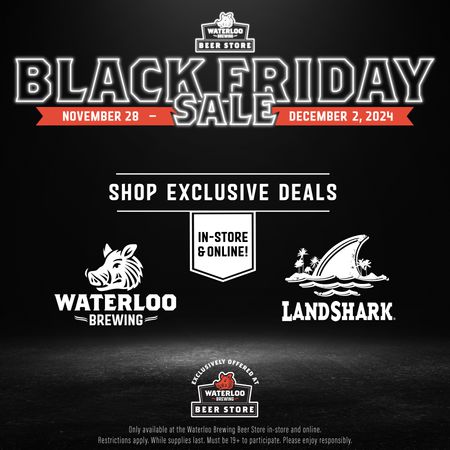 WATERLOO
BREWING
BEER STORE
BLACK FRIDAY
SALE
NOVEMBER 28 –
DECEMBER 2, 2024
SHOP EXCLUSIVE DEALS
IN-STORE
& ONLINE!
WATERLOO
BREWING
LANDSHARK®
EXCLUSIVELY OFFERED AT
WATERLOO
BREWING
BEER STORE
Only available at the Waterloo Brewing Beer Store in-store and online.
Restrictions apply. While supplies last. Must be 19+ to participate. Please enjoy responsibly.